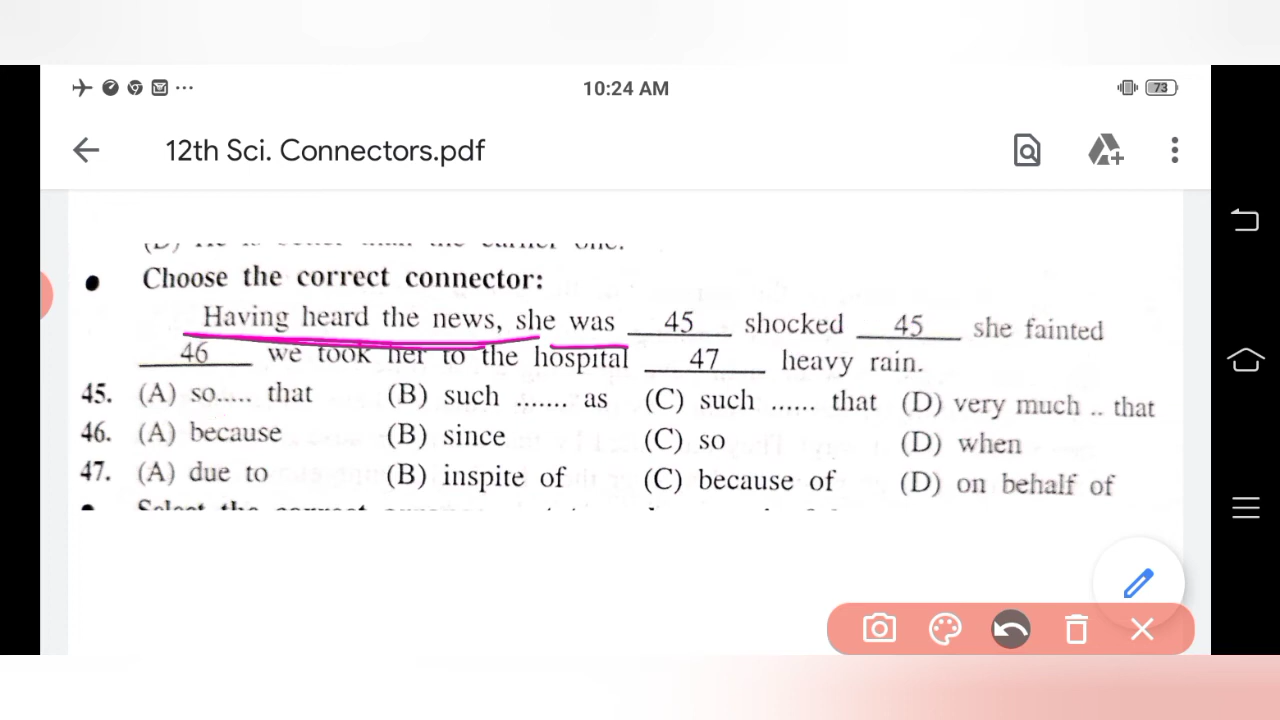 10:24 AM
73
12th Sci. Connectors.pdf
Choose the correct connector:
Having heard the news, she was 45 shocked 45 she fainted
46 we took her to the hospital 47 heavy rain.
45. (A) so..... that (B) such ....... as (C) such ...... that (D) very much .. that
46. (A) because (B) since (C) so (D) when
47. (A) due to (B) inspite of (C) because of (D) on behalf of